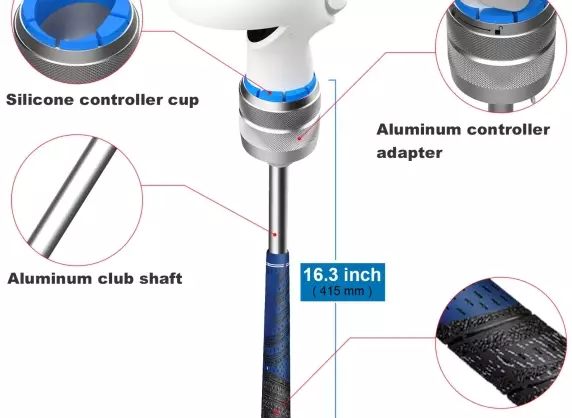 Silicone controller cup
Aluminum controller
adapter
Aluminum club shaft
16.3 inch
( 415 mm )